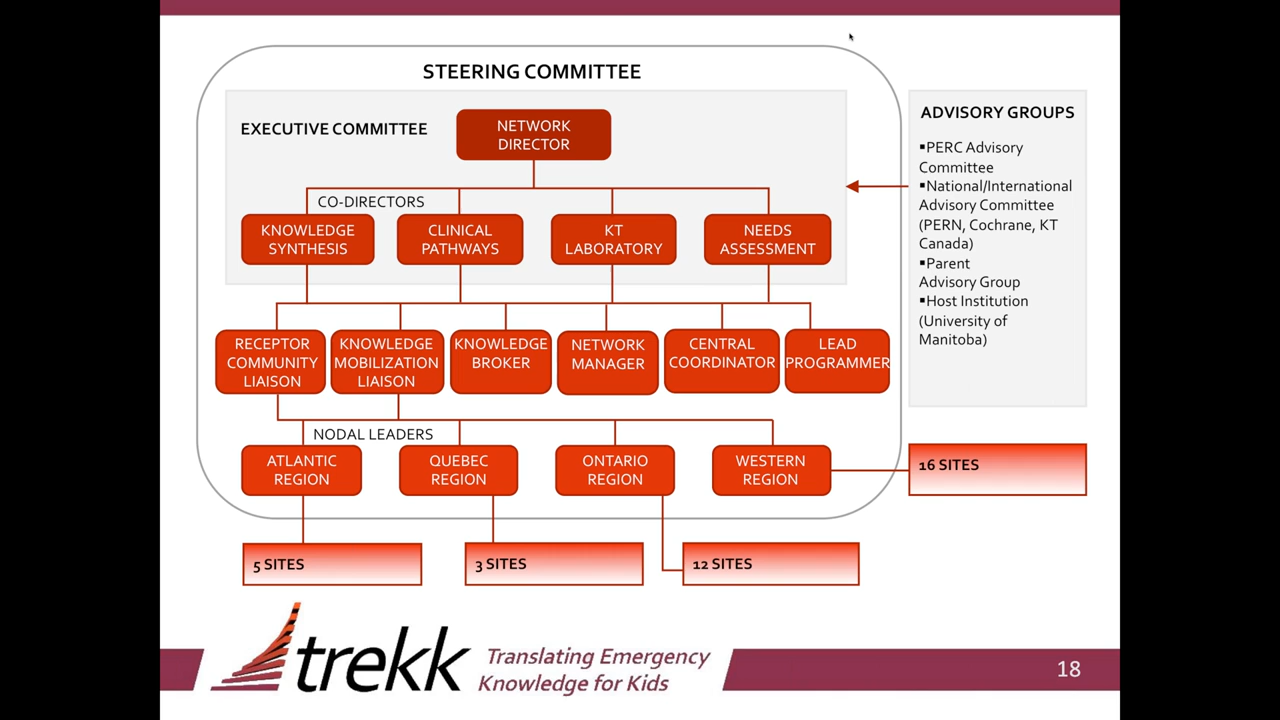 STEERING COMMITTEE
EXECUTIVE COMMITTEE
NETWORK
DIRECTOR
CO-DIRECTORS
KNOWLEDGE
SYNTHESIS
CLINICAL
PATHWAYS
KT
LABORATORY
NEEDS
ASSESSMENT
RECEPTOR
COMMUNITY
LIAISON
KNOWLEDGE
MOBILIZATION
LIAISON
KNOWLEDGE
BROKER
NETWORK
MANAGER
CENTRAL
COORDINATOR
LEAD
PROGRAMMER
NODAL LEADERS
ATLANTIC
REGION
QUEBEC
REGION
ONTARIO
REGION
WESTERN
REGION
ADVISORY GROUPS
▪PERC Advisory
Committee
▪National/International
Advisory Committee
(PERN, Cochrane, KT
Canada)
▪Parent
Advisory Group
▪Host Institution
(University of
Manitoba)
16 SITES
5 SITES
3 SITES
12 SITES
trekk
Translating Emergency
Knowledge for Kids
18